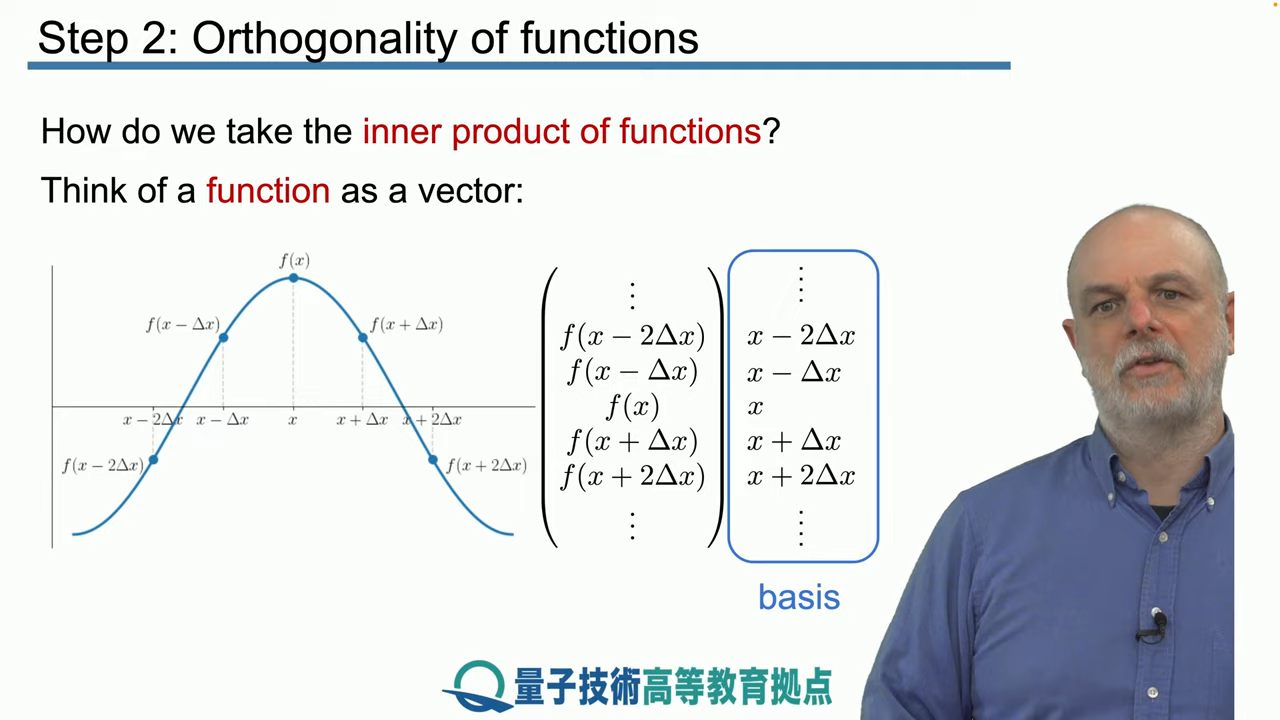 Step 2: Orthogonality of functions
How do we take the inner product of functions?
Think of a function as a vector:
f(x)
f(x − Δx)
f(x + Δx)
x − 2Δx
x − Δx
x
x + Δx
x + 2Δx
f(x − 2Δx)
f(x + 2Δx)
⋮
f(x − 2Δx)
f(x − Δx)
f(x)
f(x + Δx)
f(x + 2Δx)
⋮
⋮
x − 2Δx
x − Δx
x
x + Δx
x + 2Δx
⋮
basis
量子技術高等教育拠点